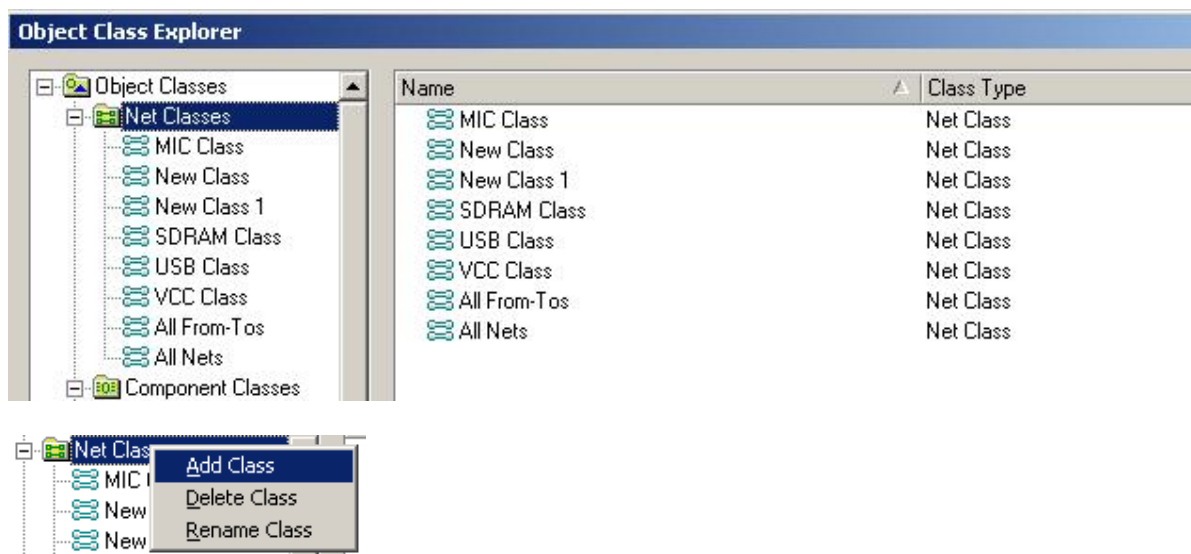 Object Class Explorer
Object Classes
Net Classes
MIC Class
New Class
New Class 1
SDRAM Class
USB Class
VCC Class
All From-Tos
All Nets
Component Classes
Name Class Type
MIC Class Net Class
New Class Net Class
New Class 1 Net Class
SDRAM Class Net Class
USB Class Net Class
VCC Class Net Class
All From-Tos Net Class
All Nets Net Class
Net Clas
MIC
New
New
Add Class
Delete Class
Rename Class